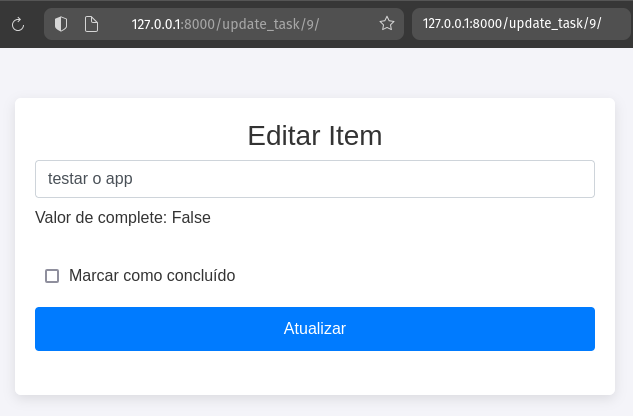 127.0.0.1:8000/update_task/9/
127.0.0.1:8000/update_task/9/
Editar Item
testar o app
Valor de complete: False
Marcar como concluído
Atualizar